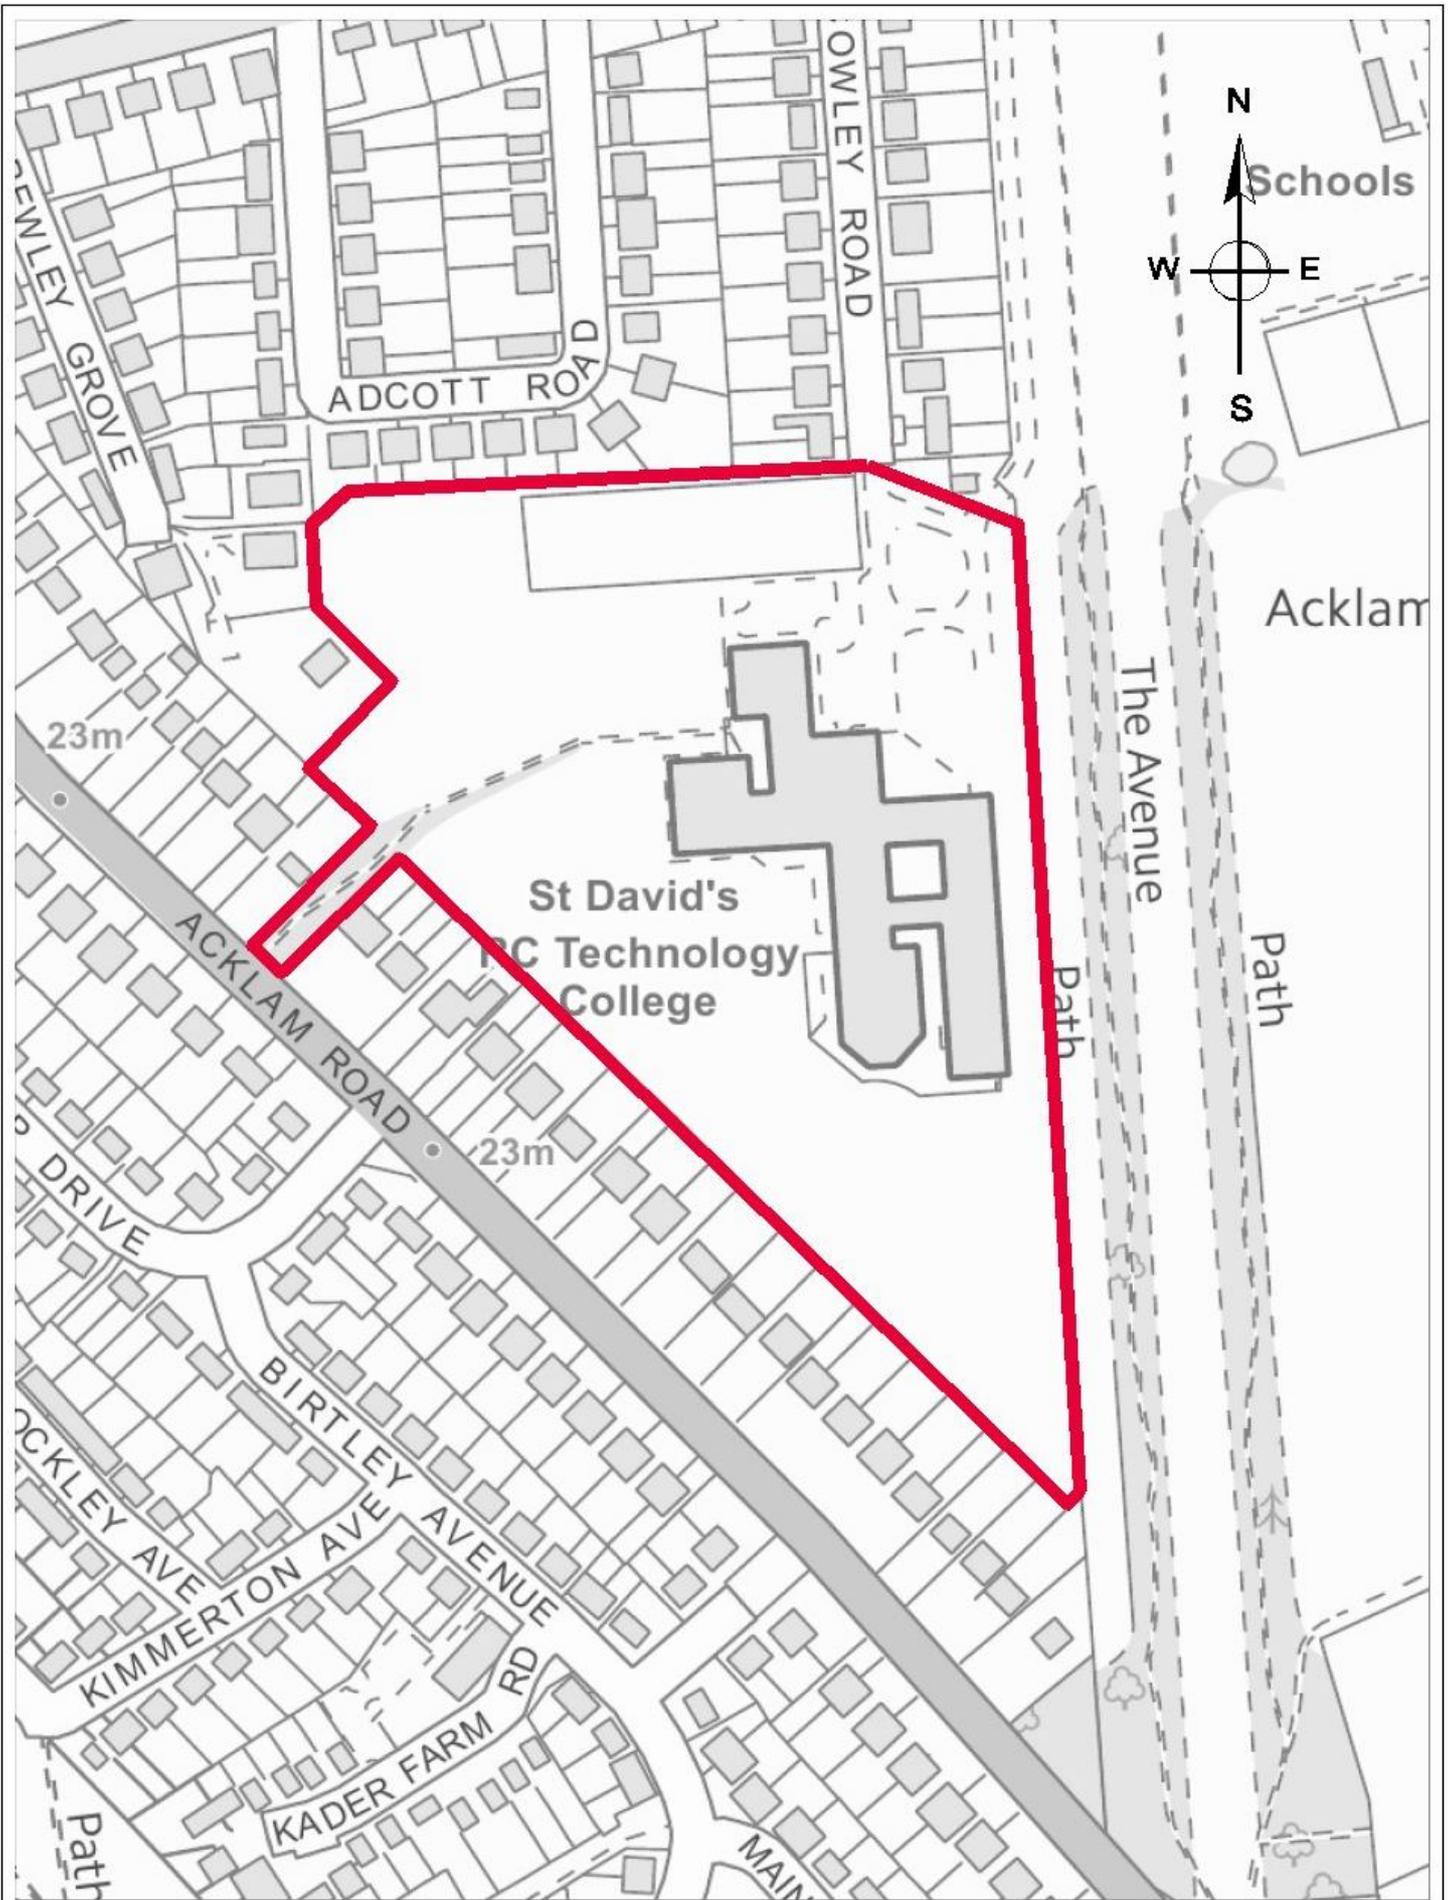 OWLEY ROAD
N
Schools
W E
S
EWLEY GROVE
ADCOTT ROAD
Acklam
The Avenue
23m
St David's
RC Technology
College
Path
Path
ACKLAM ROAD
23m
DRIVE
BIRTLEY AVENUE
OCKLEY AVE
KIMMERTON AVE
KADER FARM RD
Path
MAIN